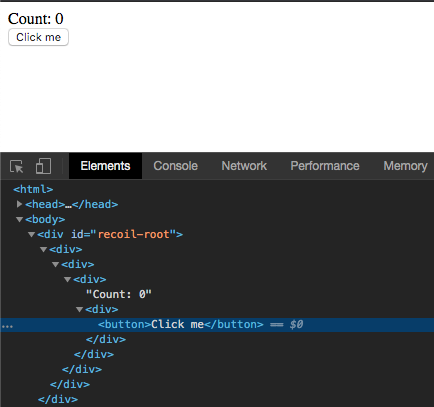 Count: 0
Click me
Elements Console Network Performance Memory
<html>
<head>…</head>
<body>
<div id="recoil-root">
<div>
<div>
<div>
"Count: 0"
<div>
… <button>Click me</button> == $0
</div>
</div>
</div>
</div>
</div>